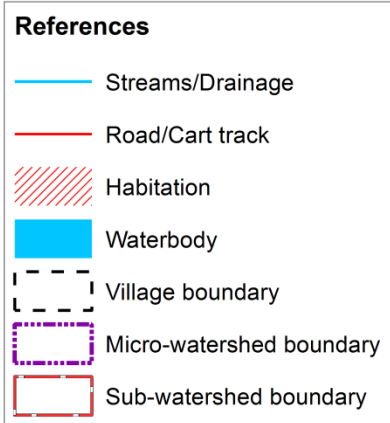 References
Streams/Drainage
Road/Cart track
Habitation
Waterbody
Village boundary
Micro-watershed boundary
Sub-watershed boundary